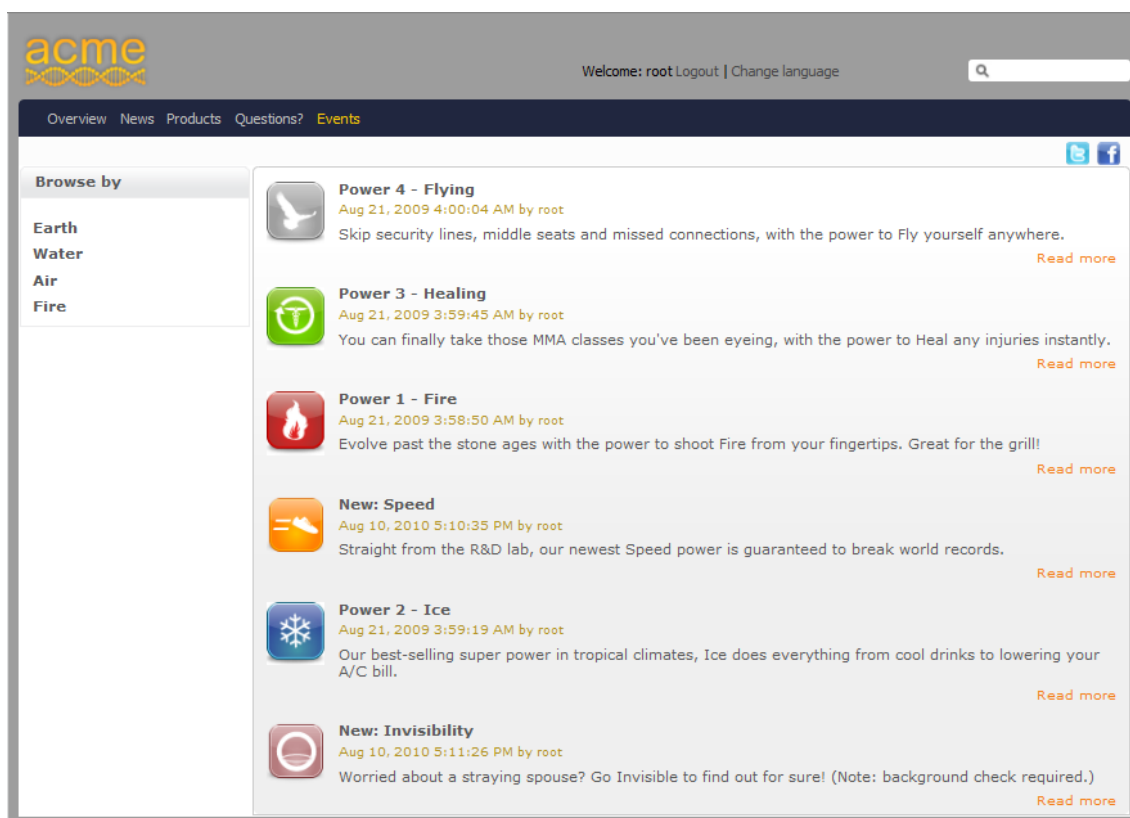 acme
Welcome: root Logout | Change language
Overview News Products Questions? Events
Browse by
Earth
Water
Air
Fire
Power 4 - Flying
Aug 21, 2009 4:00:04 AM by root
Skip security lines, middle seats and missed connections, with the power to Fly yourself anywhere.
Read more
Power 3 - Healing
Aug 21, 2009 3:59:45 AM by root
You can finally take those MMA classes you've been eyeing, with the power to Heal any injuries instantly.
Read more
Power 1 - Fire
Aug 21, 2009 3:58:50 AM by root
Evolve past the stone ages with the power to shoot Fire from your fingertips. Great for the grill!
Read more
New: Speed
Aug 10, 2010 5:10:35 PM by root
Straight from the R&D lab, our newest Speed power is guaranteed to break world records.
Read more
Power 2 - Ice
Aug 21, 2009 3:59:19 AM by root
Our best-selling super power in tropical climates, Ice does everything from cool drinks to lowering your
A/C bill.
Read more
New: Invisibility
Aug 10, 2010 5:11:26 PM by root
Worried about a straying spouse? Go Invisible to find out for sure! (Note: background check required.)
Read more